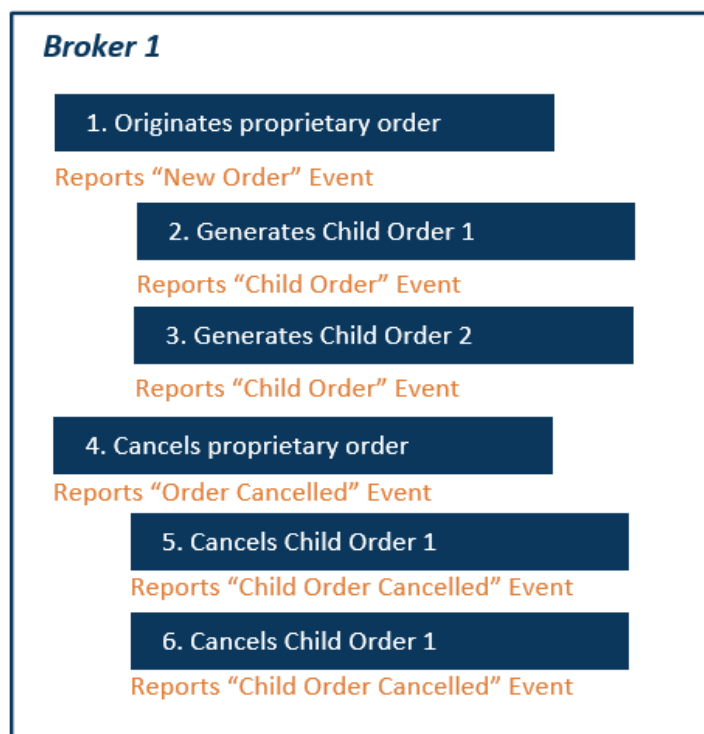 Broker 1
1. Originates proprietary order
Reports “New Order” Event
2. Generates Child Order 1
Reports “Child Order” Event
3. Generates Child Order 2
Reports “Child Order” Event
4. Cancels proprietary order
Reports “Order Cancelled” Event
5. Cancels Child Order 1
Reports “Child Order Cancelled” Event
6. Cancels Child Order 1
Reports “Child Order Cancelled” Event